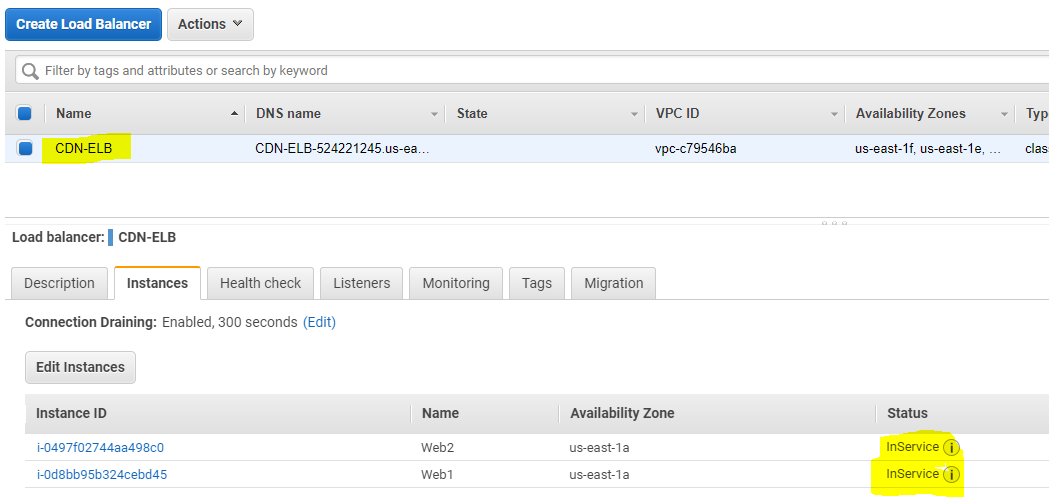 Create Load Balancer Actions
Filter by tags and attributes or search by keyword
Name DNS name State VPC ID Availability Zones Typ
CDN-ELB CDN-ELB-524221245.us-ea... vpc-c79546ba us-east-1f, us-east-1e, ... clas
Load balancer: CDN-ELB
Description Instances Health check Listeners Monitoring Tags Migration
Connection Draining: Enabled, 300 seconds (Edit)
Edit Instances
Instance ID Name Availability Zone Status
i-0497f02744aa498c0 Web2 us-east-1a InService i
i-0d8bb95b324cebd45 Web1 us-east-1a InService i